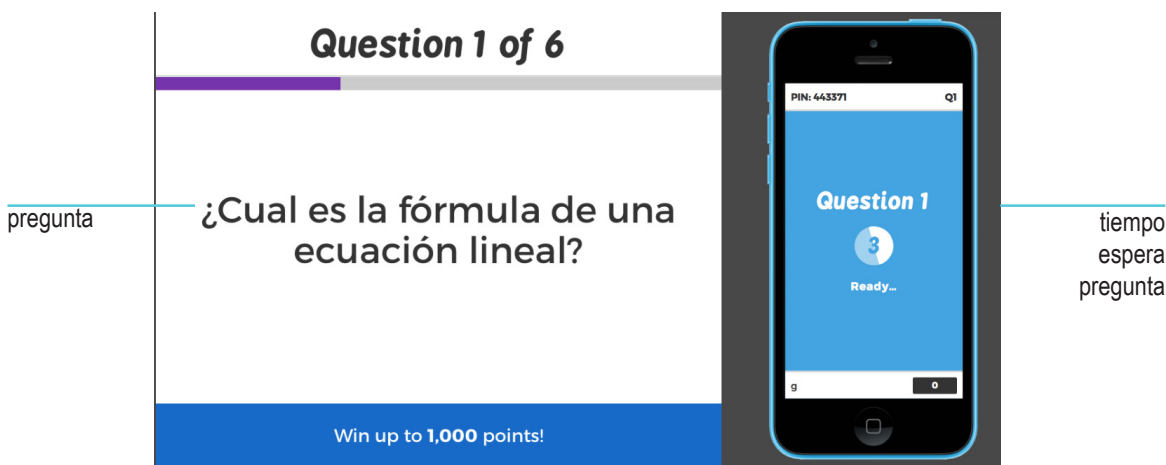 Question 1 of 6
pregunta
¿Cual es la fórmula de una
ecuación lineal?
Win up to 1,000 points!
PIN: 443371 Q1
Question 1
3
Ready...
g 0
tiempo
espera
pregunta